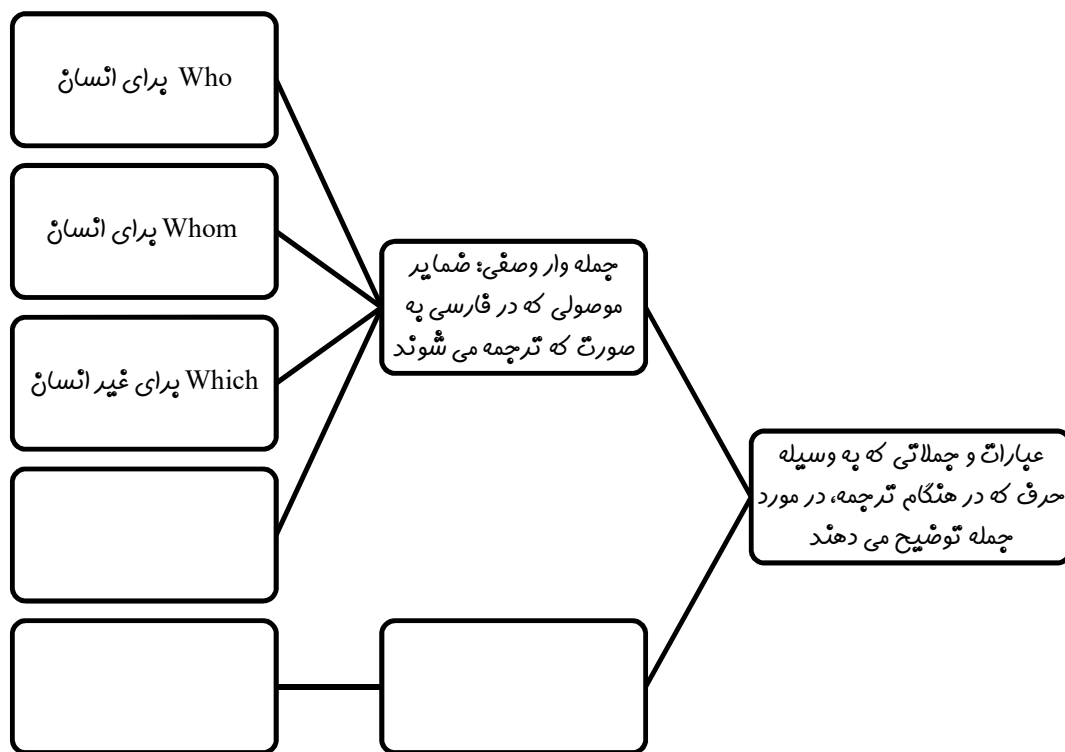 Who برای انسان
Whom برای انسان
Which برای غیر انسان
جمله وار وصفی؛ ضمایر
موصولی که در فارسی به
صورت که ترجمه می شوند
عبارات و جملاتی که به وسیله
حرف که در هنگام ترجمه، در مورد
جمله توضیح می دهند